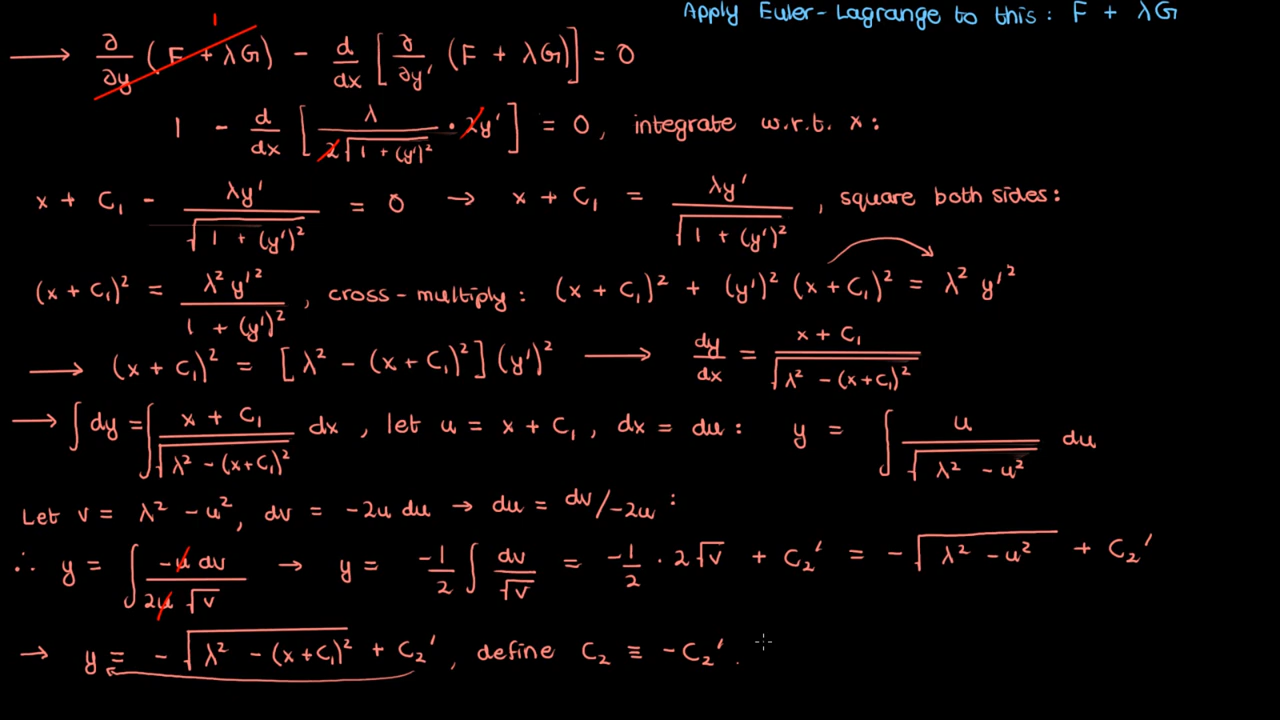 Apply Euler-Lagrange to this: F + λG
⟶ ∂/∂y (F + λG) 1 − d/dx [∂/∂y' (F + λG)] = 0
1 − d/dx [λ/(2√(1 + (y')²)) · 2y'] = 0, integrate w.r.t. x:
x + C₁ − λy'/√(1 + (y')²) = 0 → x + C₁ = λy'/√(1 + (y')²), square both sides:
(x + C₁)² = λ²y'²/(1 + (y')²), cross-multiply: (x + C₁)² + (y')² (x + C₁)² = λ² y'²
⟶ (x + C₁)² = [λ² − (x + C₁)²] (y')² ⟶ dy/dx = (x + C₁)/√(λ² − (x + C₁)²)
⟶ ∫ dy = ∫ (x + C₁)/√(λ² − (x + C₁)²) dx, let u = x + C₁, dx = du: y = ∫ u/√(λ² − u²) du
Let v = λ² − u², dv = −2u du → du = dv/−2u:
∴ y = ∫ −u dv/(2u √v) → y = −1/2 ∫ dv/√v = −1/2 · 2√v + C₂' = −√(λ² − u²) + C₂'
→ y = −√(λ² − (x + C₁)²) + C₂', define C₂ ≡ −C₂'.